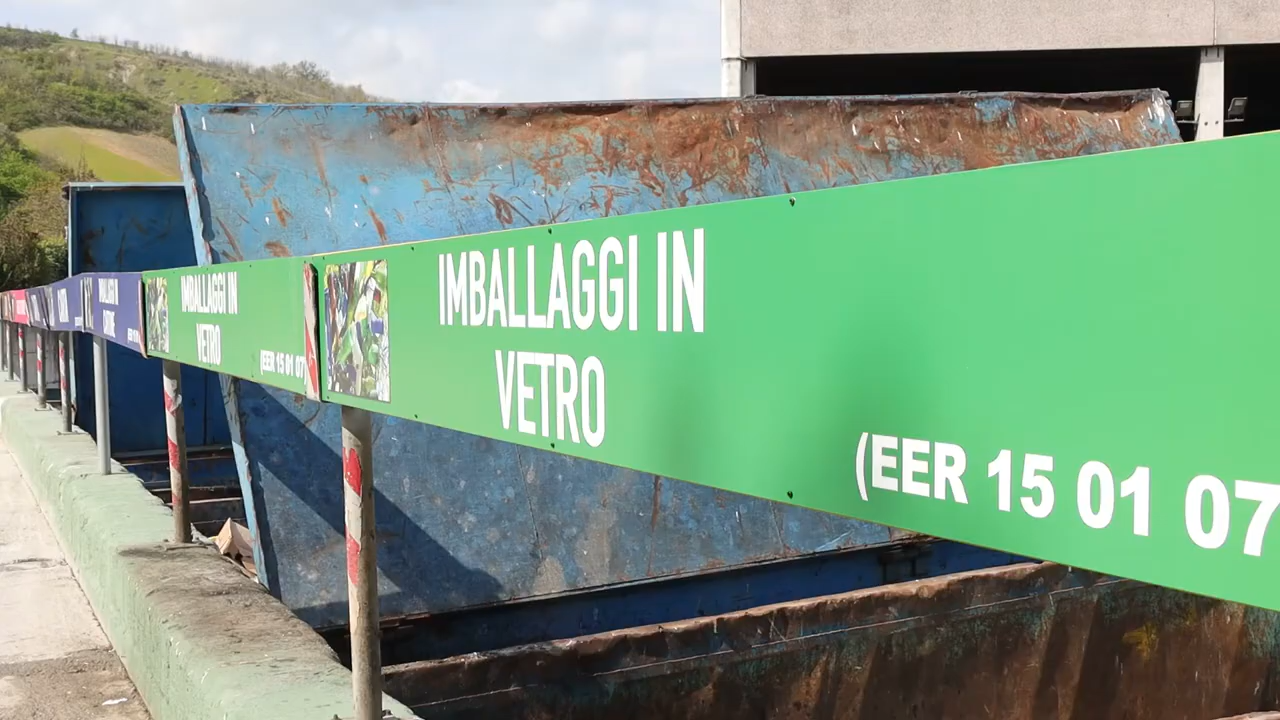 IMBALLAGGI IN
VETRO
(EER 15 01 07
IMBALLAGGI IN
VETRO
(EER 15 01 07)